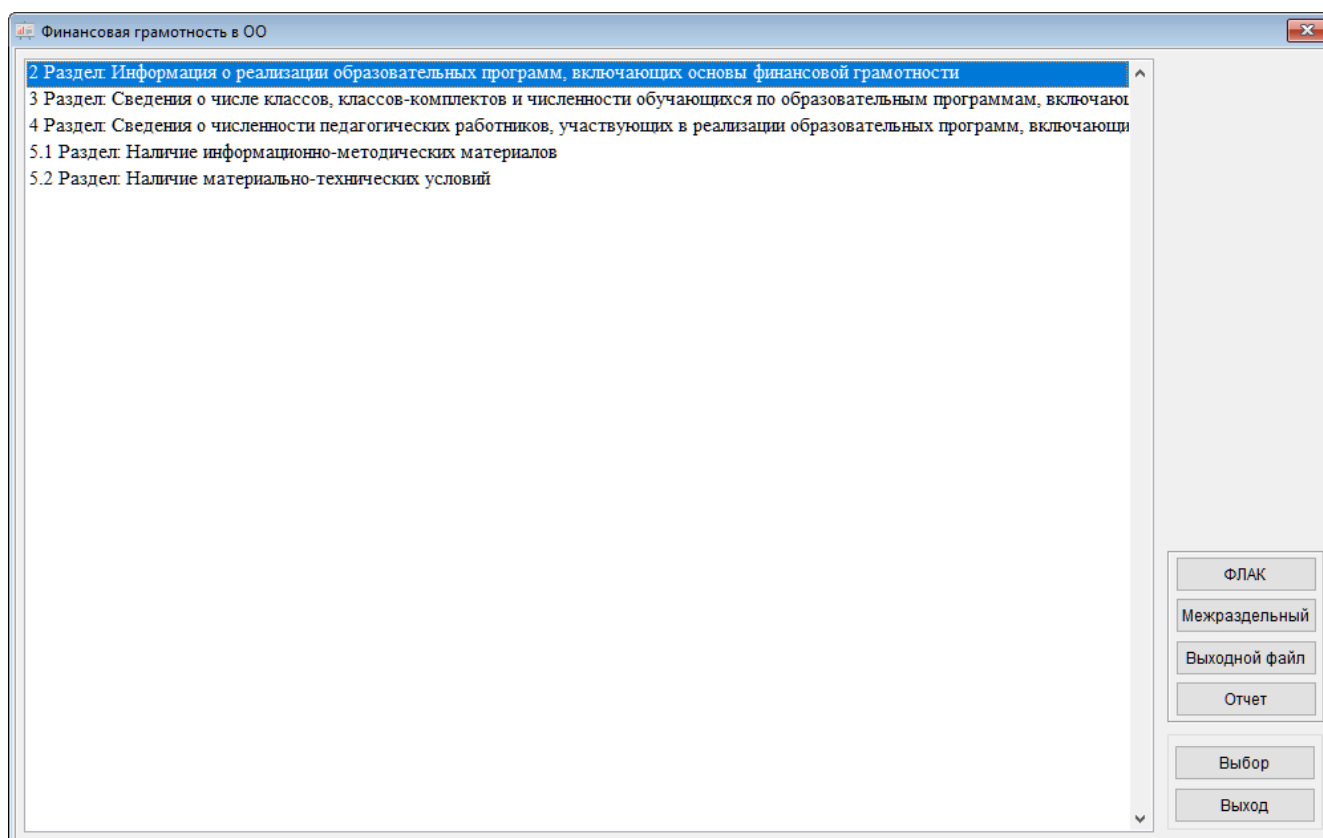 Финансовая грамотность в ОО
2 Раздел: Информация о реализации образовательных программ, включающих основы финансовой грамотности
3 Раздел: Сведения о числе классов, классов-комплектов и численности обучающихся по образовательным программам, включающ
4 Раздел: Сведения о численности педагогических работников, участвующих в реализации образовательных программ, включающи
5.1 Раздел: Наличие информационно-методических материалов
5.2 Раздел: Наличие материально-технических условий
ФЛАК
Межраздельный
Выходной файл
Отчет
Выбор
Выход